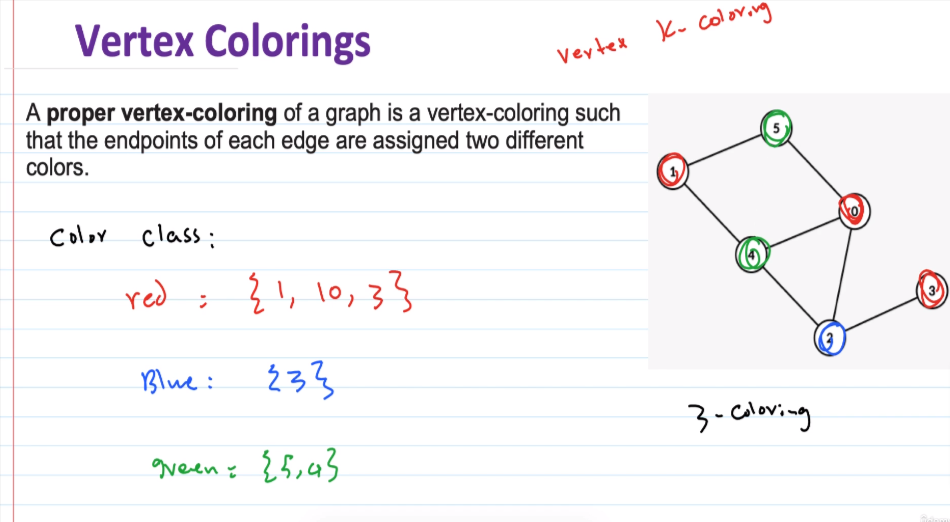 Vertex Colorings
vertex K- coloring
A proper vertex-coloring of a graph is a vertex-coloring such
that the endpoints of each edge are assigned two different
colors.
5
1
10
4
3
2
Color class:
red : {1, 10, 3}
Blue: {3}
3-coloring
green: {5,4}